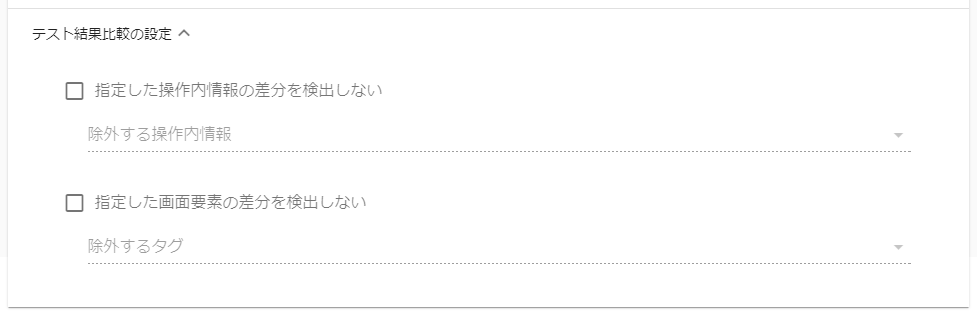 テスト結果比較の設定
指定した操作内情報の差分を検出しない
除外する操作内情報
指定した画面要素の差分を検出しない
除外するタグ